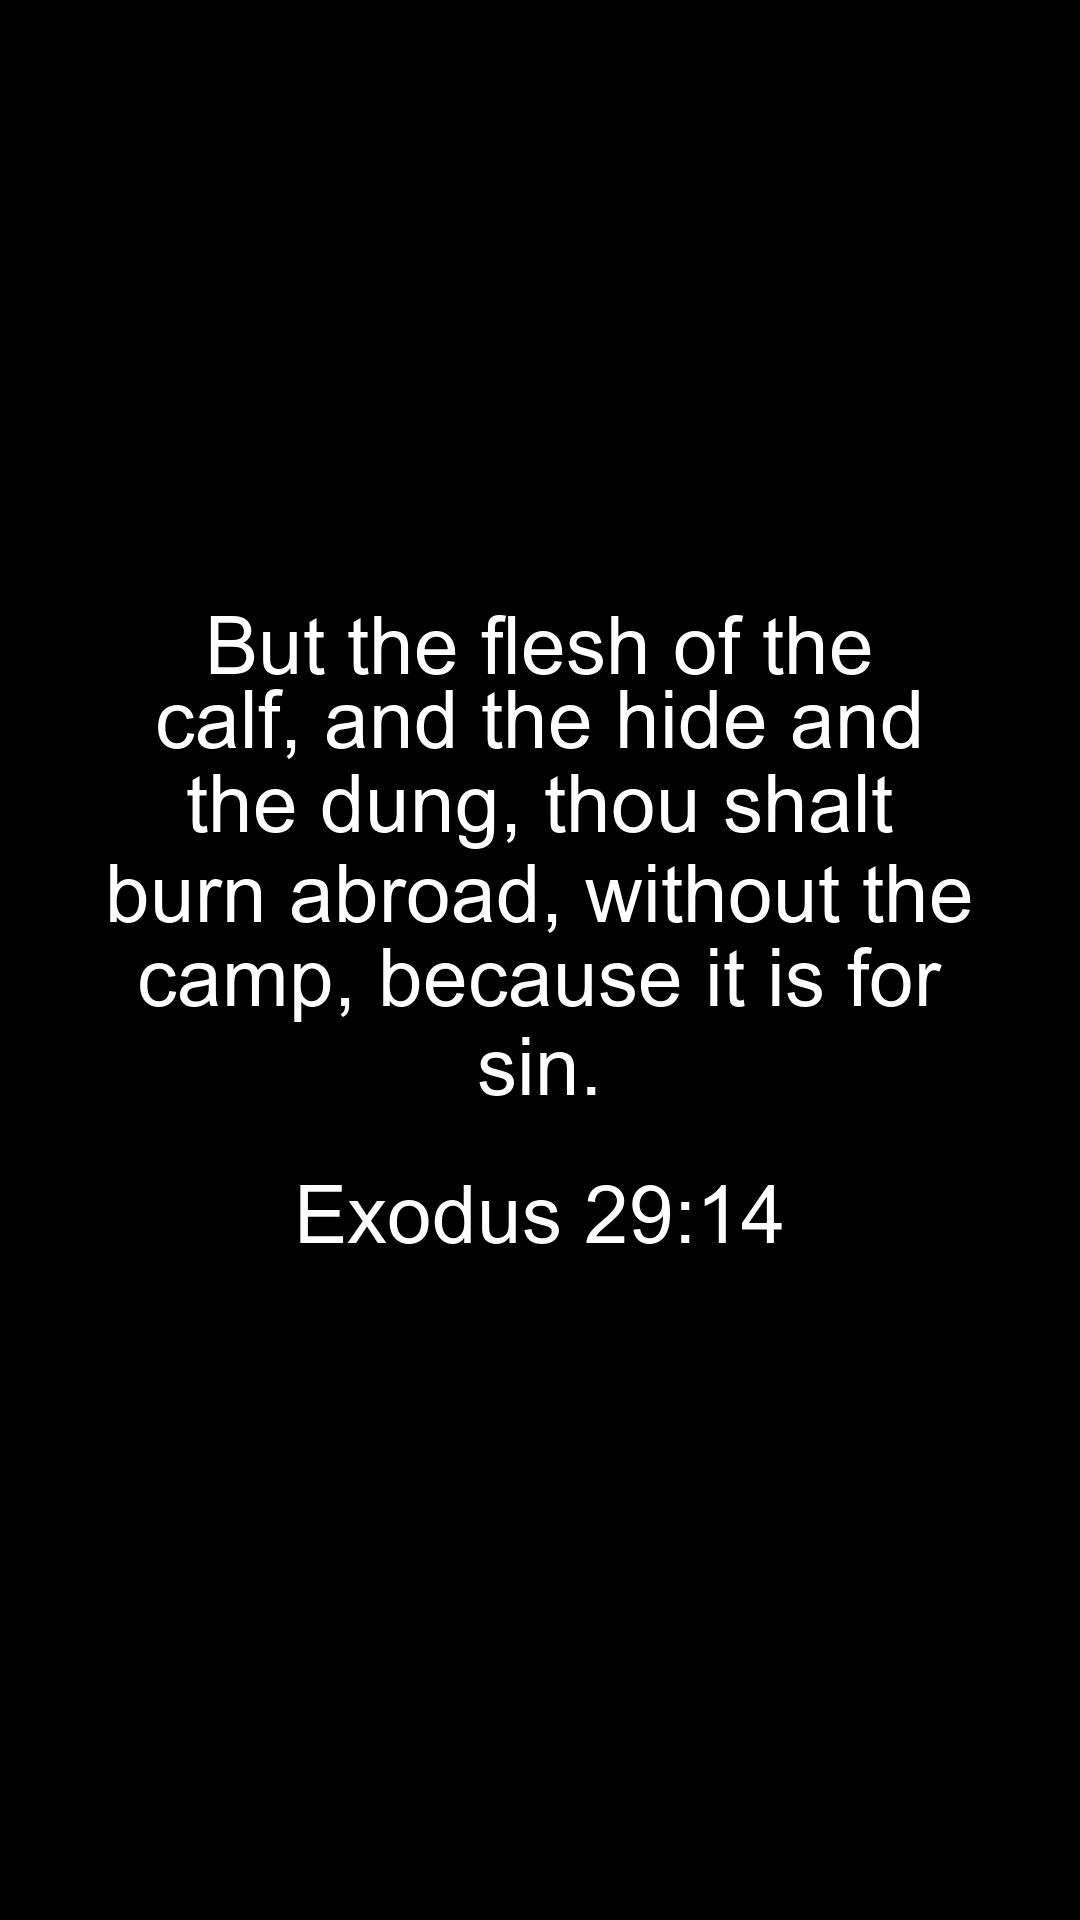 But the flesh of the
calf, and the hide and
the dung, thou shalt
burn abroad, without the
camp, because it is for
sin.
Exodus 29:14